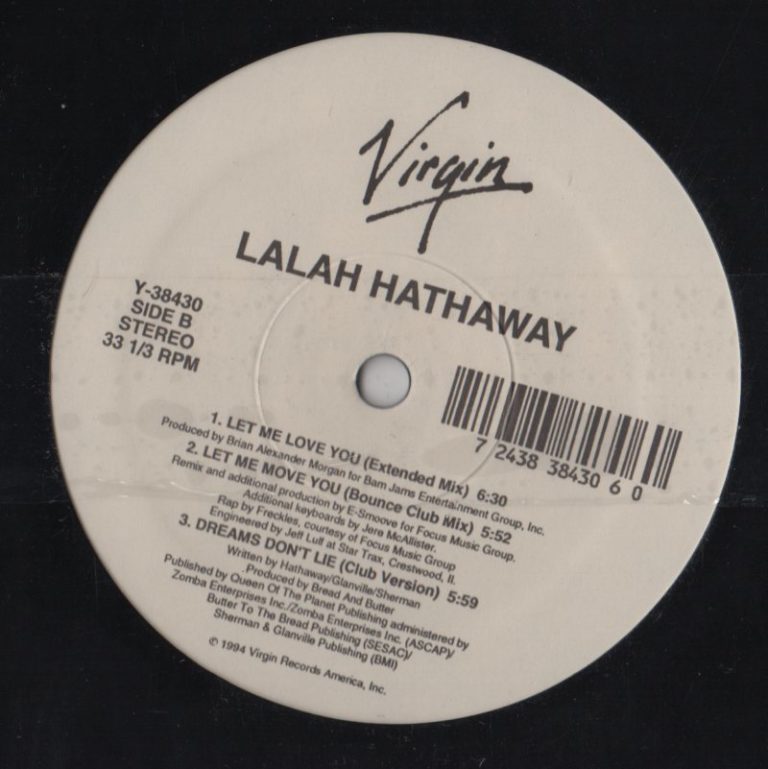 Virgin
LALAH HATHAWAY
Y-38430
SIDE B
STEREO
33 1/3 RPM
7 24383 8430 6 0
1. LET ME LOVE YOU (Extended Mix) 6:30
Produced by Brian Alexander Morgan for Bam Jams Entertainment Group, Inc.
2. LET ME MOVE YOU (Bounce Club Mix) 5:52
Remix and additional production by E-Smoove for Focus Music Group.
Additional keyboards by Jere McAllister.
Rap by Freckles, courtesy of Focus Music Group
Engineered by Jeff Lull at Star Trax, Crestwood, Il.
3. DREAMS DON'T LIE (Club Version) 5:59
Written by Hathaway/Glanville/Sherman
Produced by Bread And Butter
Published by Queen Of The Planet Publishing administered by
Zomba Enterprises Inc./Zomba Enterprises Inc. (ASCAP)/
Butter To The Bread Publishing (SESAC)/
Sherman & Glanville Publishing (BMI)
℗ 1994 Virgin Records America, Inc.